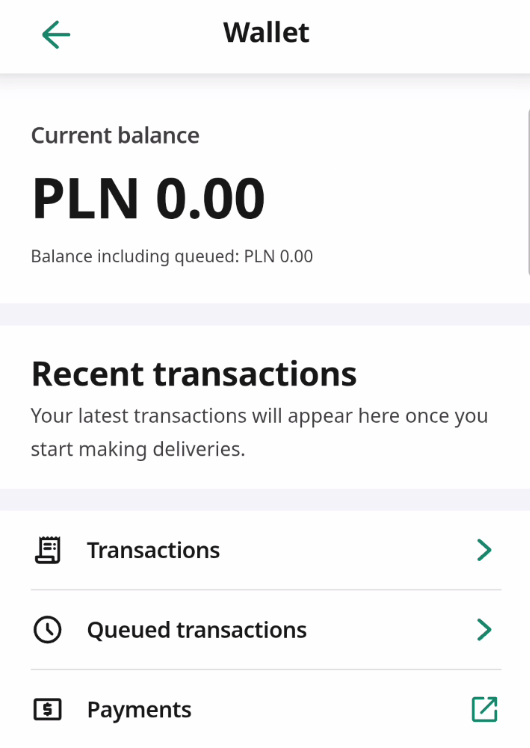 Wallet
Current balance
PLN 0.00
Balance including queued: PLN 0.00
Recent transactions
Your latest transactions will appear here once you
start making deliveries.
Transactions
Queued transactions
Payments